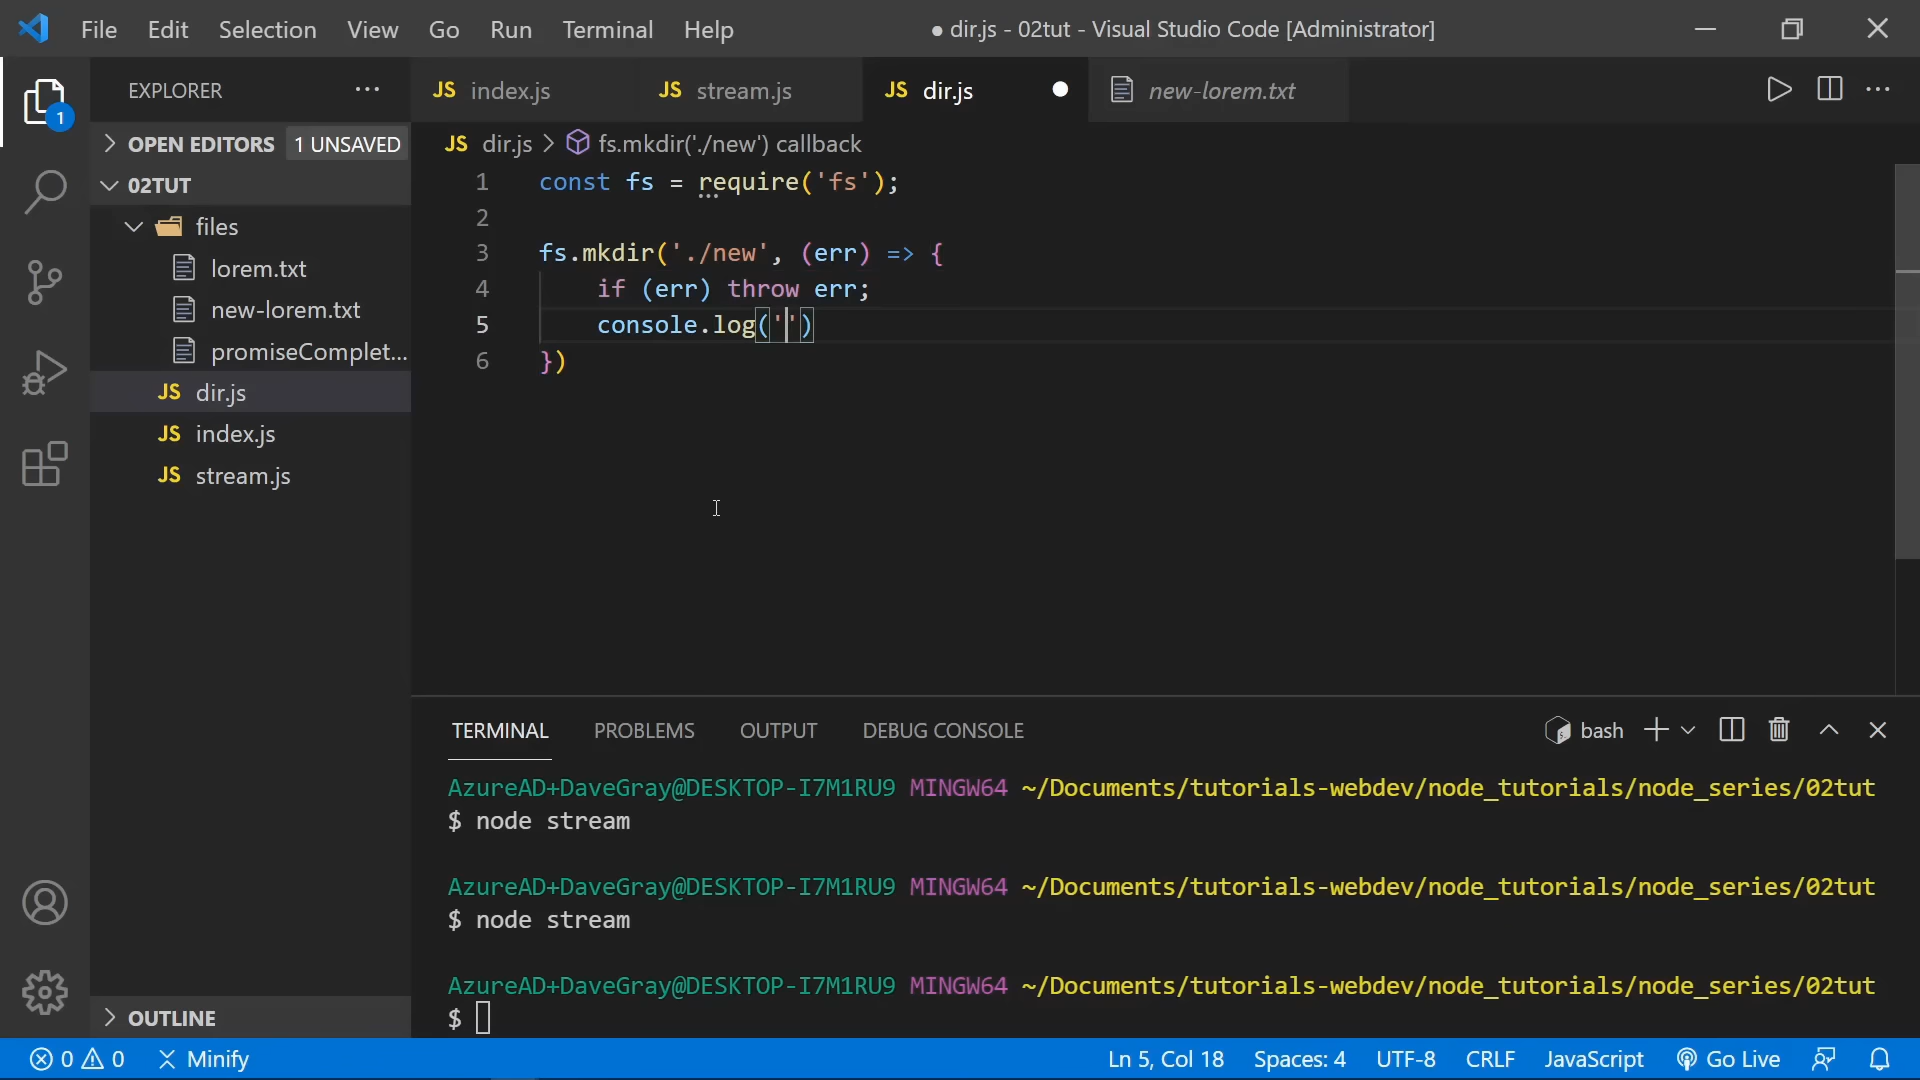 File Edit Selection View Go Run Terminal Help
● dir.js - 02tut - Visual Studio Code [Administrator]
EXPLORER ...
JS index.js
JS stream.js
JS dir.js ●
new-lorem.txt
1
> OPEN EDITORS 1 UNSAVED
JS dir.js > fs.mkdir('./new') callback
02TUT
files
lorem.txt
new-lorem.txt
promiseComplet...
JS dir.js
JS index.js
JS stream.js
OUTLINE
1 const fs = require('fs');
2
3 fs.mkdir('./new', (err) => {
4     if (err) throw err;
5     console.log('')
6 })
TERMINAL PROBLEMS OUTPUT DEBUG CONSOLE
bash
AzureAD+DaveGray@DESKTOP-I7M1RU9 MINGW64 ~/Documents/tutorials-webdev/node_tutorials/node_series/02tut
$ node stream
AzureAD+DaveGray@DESKTOP-I7M1RU9 MINGW64 ~/Documents/tutorials-webdev/node_tutorials/node_series/02tut
$ node stream
AzureAD+DaveGray@DESKTOP-I7M1RU9 MINGW64 ~/Documents/tutorials-webdev/node_tutorials/node_series/02tut
$
0 0 Minify
Ln 5, Col 18 Spaces: 4 UTF-8 CRLF JavaScript Go Live